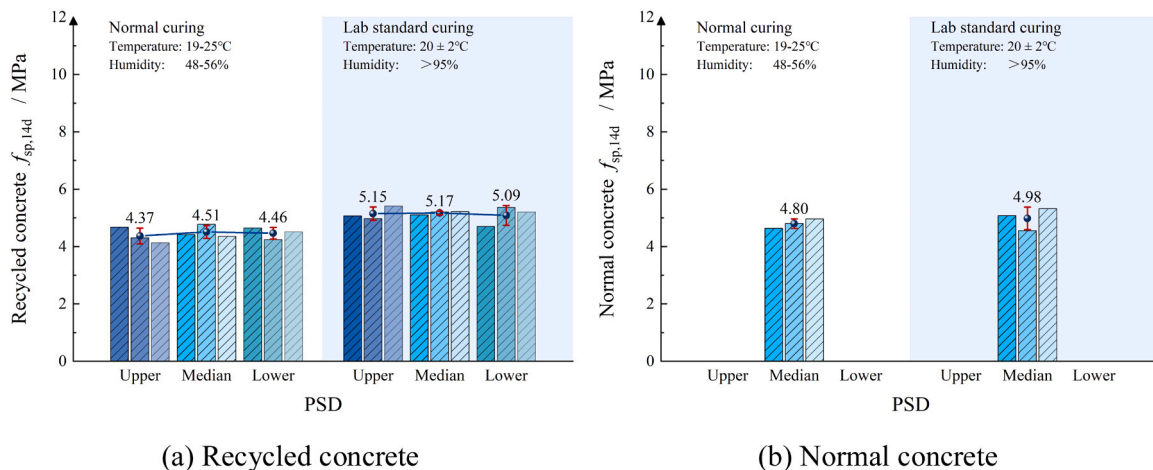 Recycled concrete fsp,14d / MPa
12
10
8
6
4
2
0
Normal curing
Temperature: 19-25°C
Humidity: 48-56%
Lab standard curing
Temperature: 20 ± 2°C
Humidity: >95%
4.37
4.51
4.46
5.15
5.17
5.09
Upper Median Lower Upper Median Lower
PSD
(a) Recycled concrete
Normal concrete fsp,14d / MPa
12
10
8
6
4
2
0
Normal curing
Temperature: 19-25°C
Humidity: 48-56%
Lab standard curing
Temperature: 20 ± 2°C
Humidity: >95%
4.80
4.98
Upper Median Lower Upper Median Lower
PSD
(b) Normal concrete